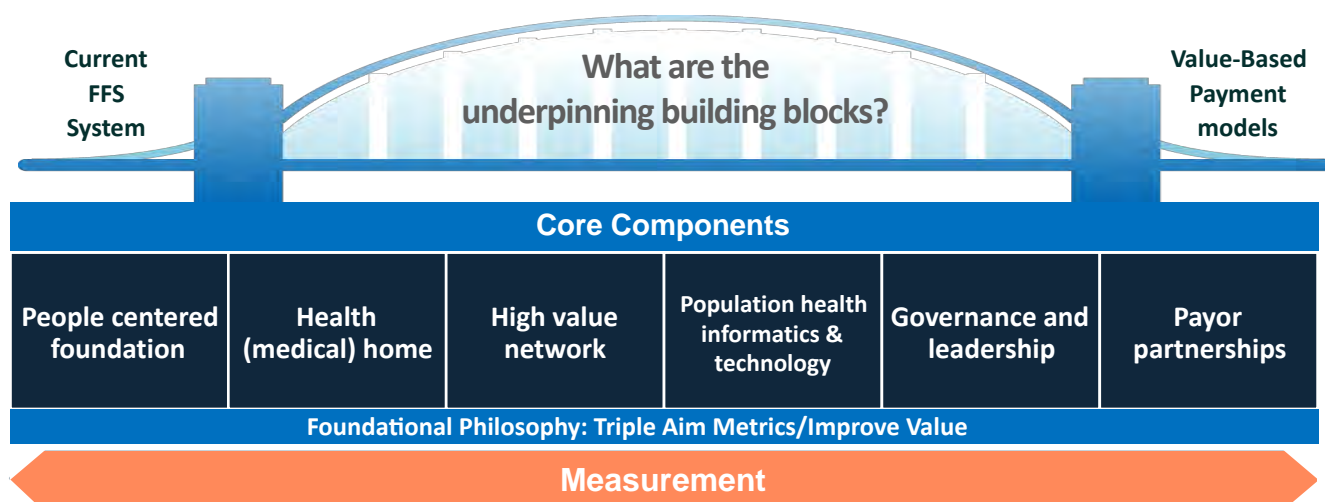 Current
FFS
System
What are the
underpinning building blocks?
Value-Based
Payment
models
Core Components
People centered
foundation
Health
(medical) home
High value
network
Population health
informatics &
technology
Governance and
leadership
Payor
partnerships
Foundational Philosophy: Triple Aim Metrics/Improve Value
Measurement